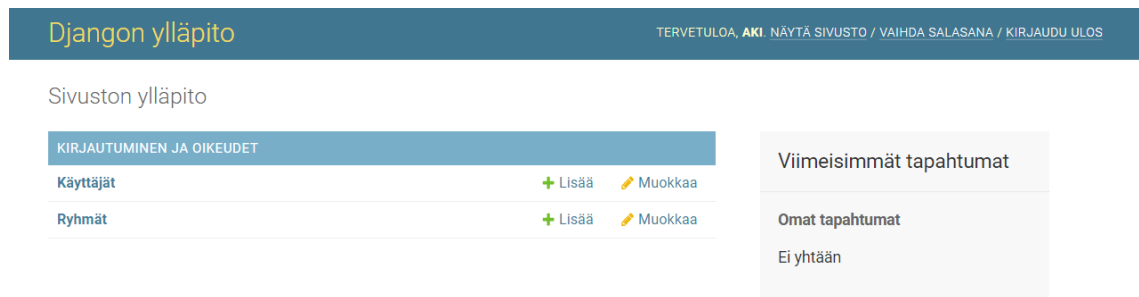 Djangon ylläpito
TERVETULOA, AKI. NÄYTÄ SIVUSTO / VAIHDA SALASANA / KIRJAUDU ULOS
Sivuston ylläpito
KIRJAUTUMINEN JA OIKEUDET
Käyttäjät Lisää Muokkaa
Ryhmät Lisää Muokkaa
Viimeisimmät tapahtumat
Omat tapahtumat
Ei yhtään